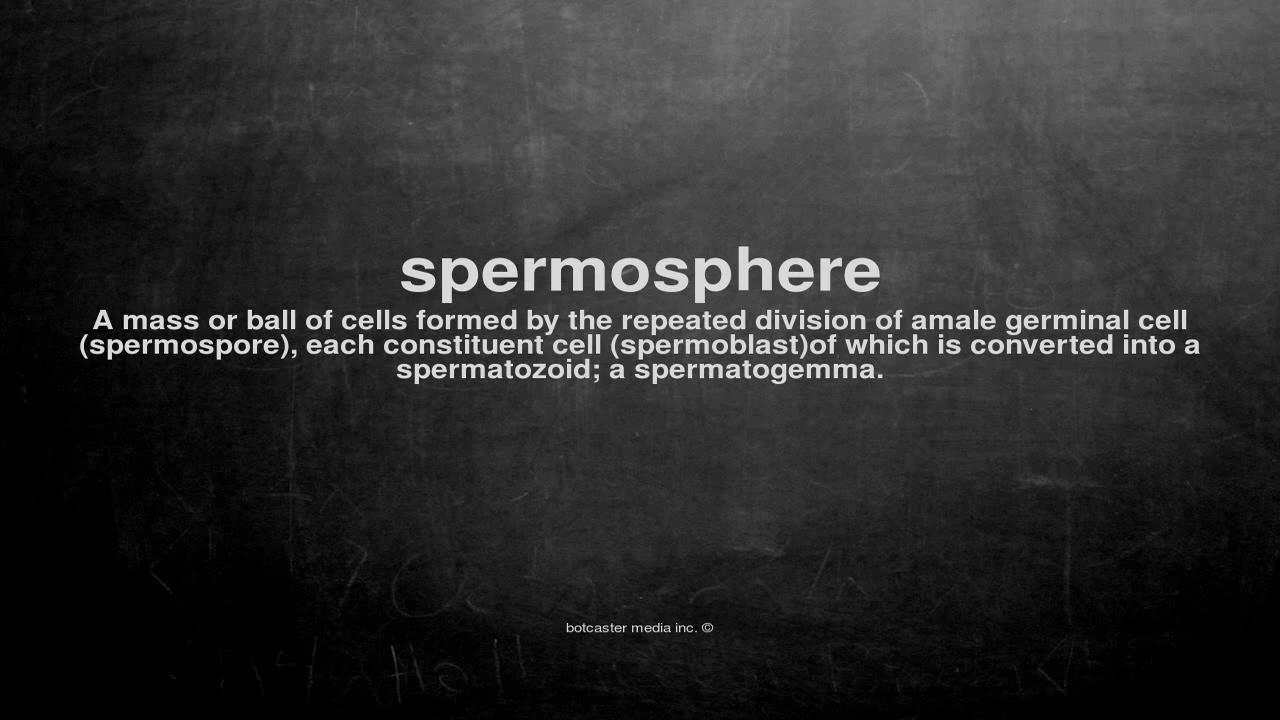 spermosphere
A mass or ball of cells formed by the repeated division of amale germinal cell
(spermospore), each constituent cell (spermoblast)of which is converted into a
spermatozoid; a spermatogemma.
botcaster media inc. ©